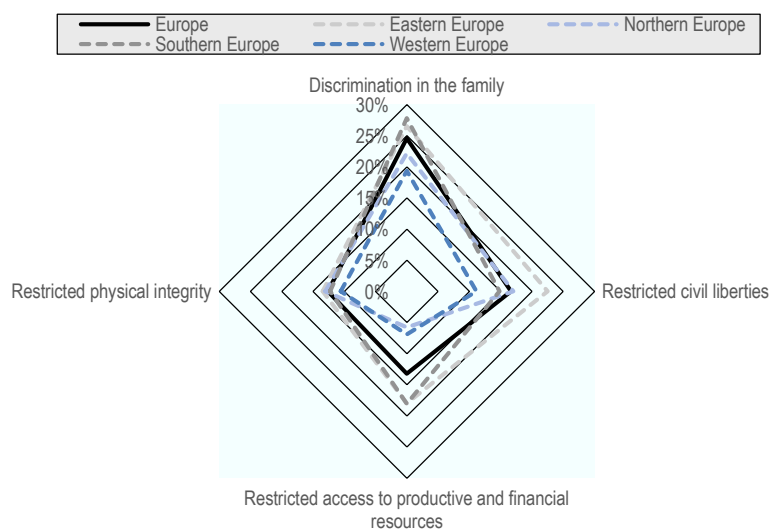 Europe Eastern Europe Northern Europe
Southern Europe Western Europe
Discrimination in the family
30%
25%
20%
15%
10%
5%
0%
Restricted physical integrity
Restricted civil liberties
Restricted access to productive and financial
resources